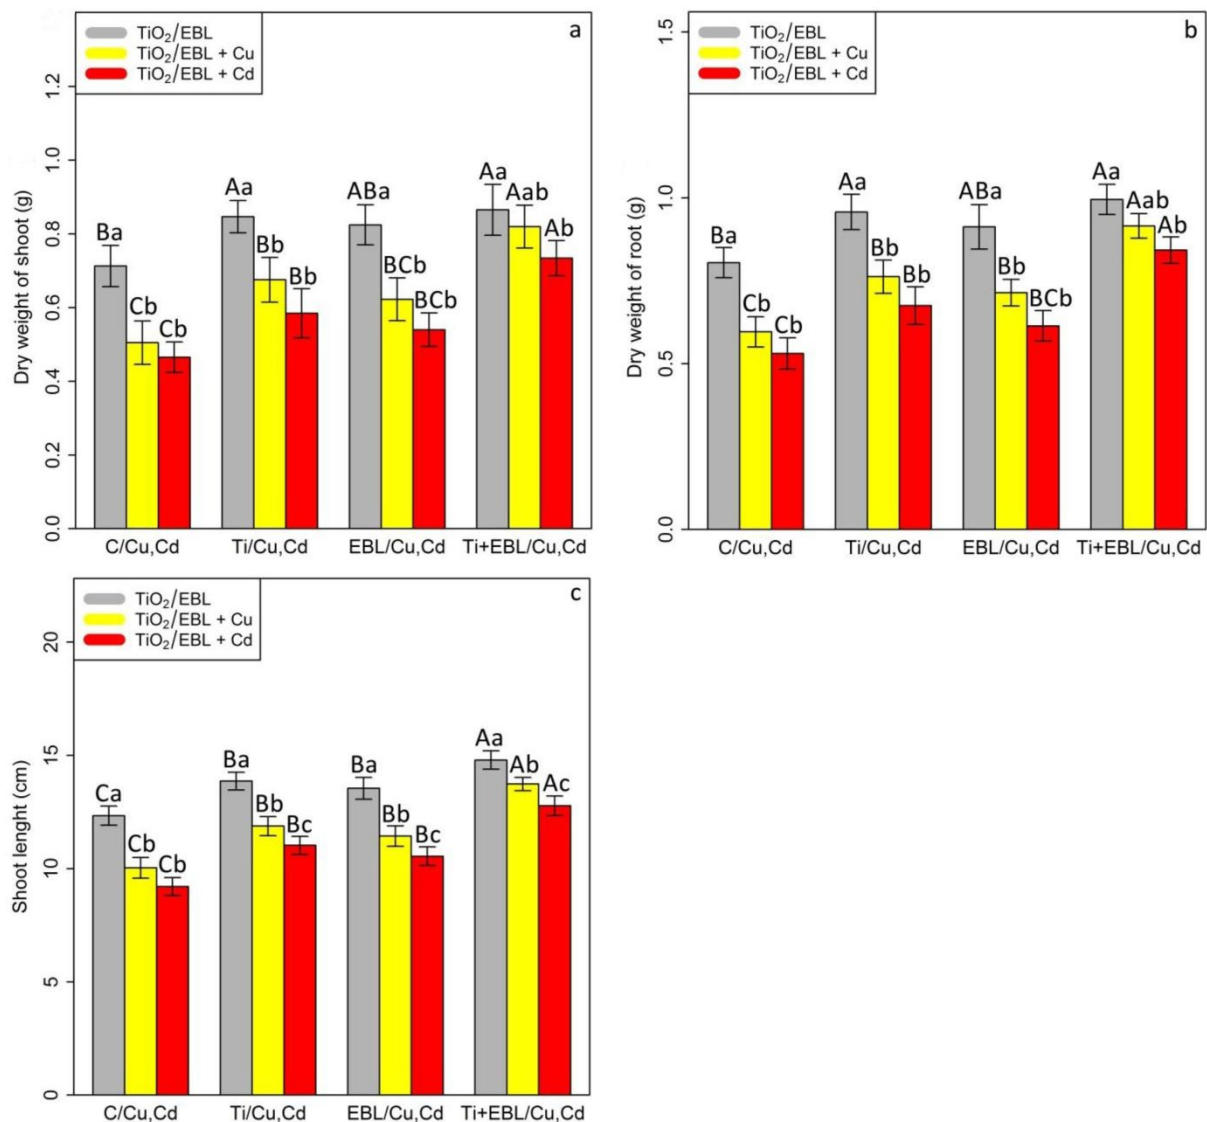 TiO₂/EBL
TiO₂/EBL + Cu
TiO₂/EBL + Cd
a
Dry weight of shoot (g)
1.2
1.0
0.8
0.6
0.4
0.2
0.0
Ba
Cb
Cb
Aa
Bb
Bb
ABa
BCb
BCb
Aa
Aab
Ab
C/Cu,Cd
Ti/Cu,Cd
EBL/Cu,Cd
Ti+EBL/Cu,Cd
TiO₂/EBL
TiO₂/EBL + Cu
TiO₂/EBL + Cd
b
Dry weight of root (g)
1.5
1.0
0.5
0.0
Ba
Cb
Cb
Aa
Bb
Bb
ABa
Bb
BCb
Aa
Aab
Ab
C/Cu,Cd
Ti/Cu,Cd
EBL/Cu,Cd
Ti+EBL/Cu,Cd
TiO₂/EBL
TiO₂/EBL + Cu
TiO₂/EBL + Cd
c
Shoot lenght (cm)
20
15
10
5
0
Ca
Cb
Cb
Ba
Bb
Bc
Ba
Bb
Bc
Aa
Ab
Ac
C/Cu,Cd
Ti/Cu,Cd
EBL/Cu,Cd
Ti+EBL/Cu,Cd